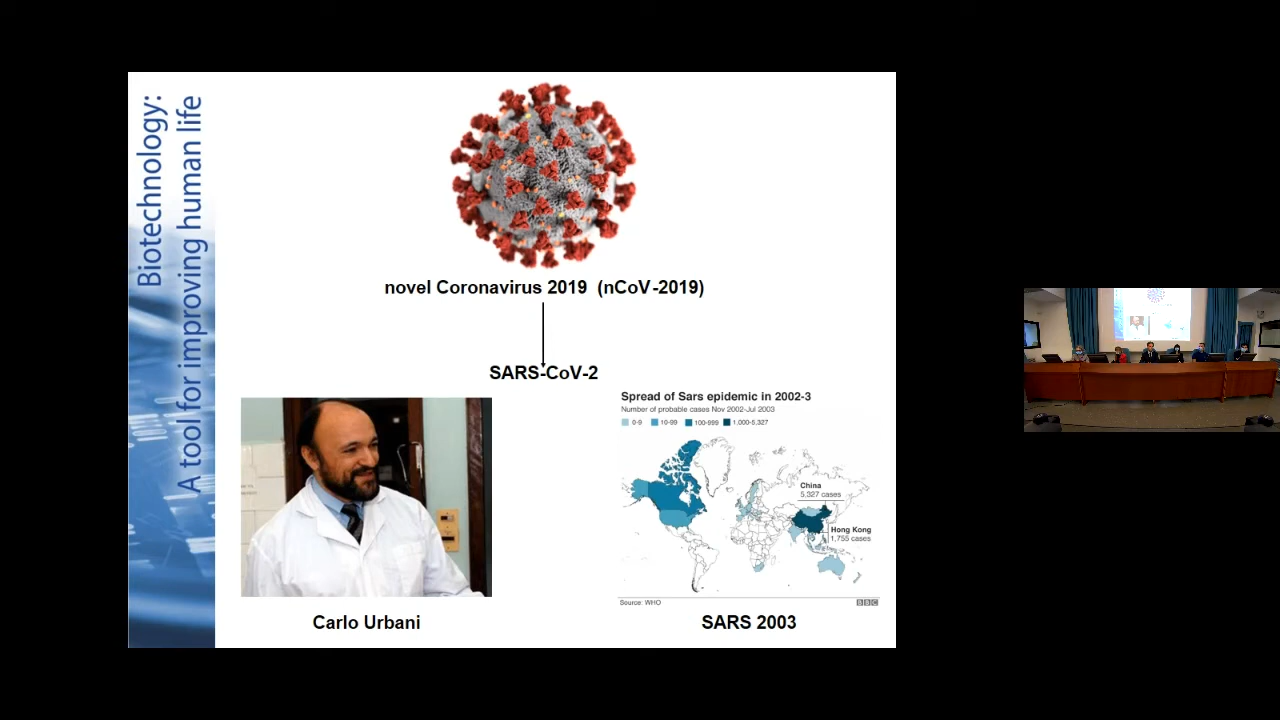 Biotechnology:
A tool for improving human life
novel Coronavirus 2019 (nCoV-2019)
SARS-CoV-2
Spread of Sars epidemic in 2002-3
Number of probable cases Nov 2002-Jul 2003
0-9 10-99 100-999 1,000-5,327
China
5,327 cases
Hong Kong
1,755 cases
Source: WHO BBC
Carlo Urbani
SARS 2003